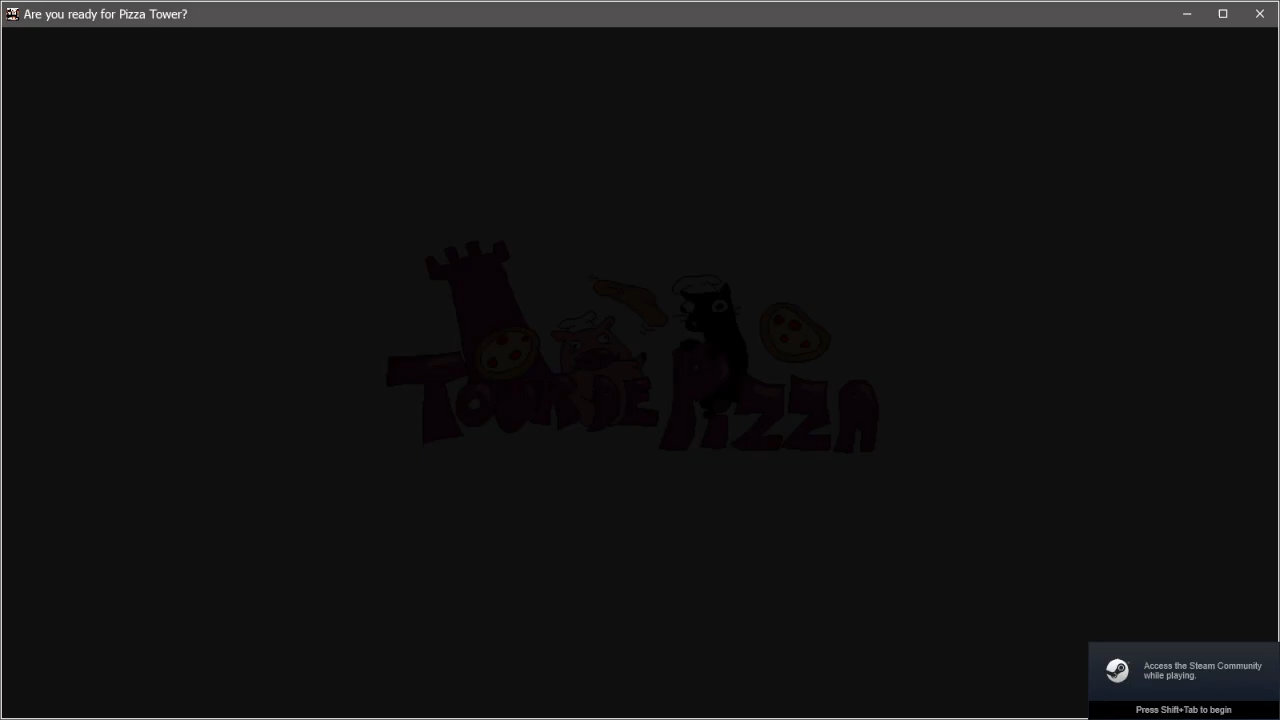 Are you ready for Pizza Tower?
TOUR DE PIZZA
Access the Steam Community
while playing.
Press Shift+Tab to begin